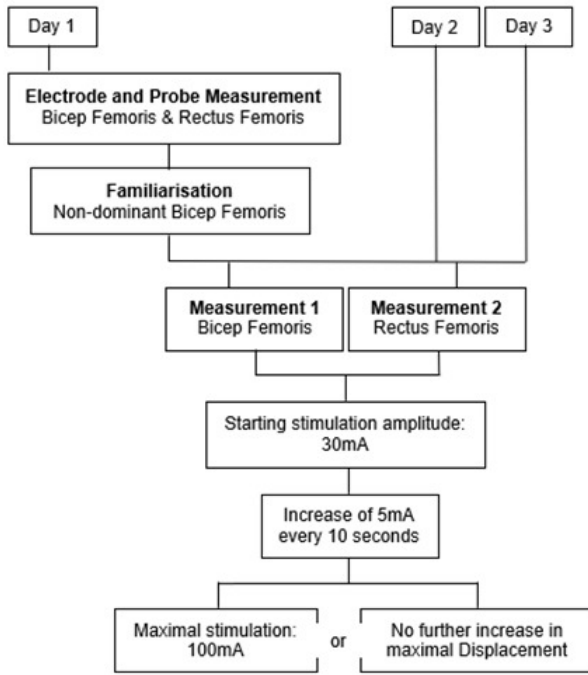 Day 1
Day 2
Day 3
Electrode and Probe Measurement
Bicep Femoris & Rectus Femoris
Familiarisation
Non-dominant Bicep Femoris
Measurement 1
Bicep Femoris
Measurement 2
Rectus Femoris
Starting stimulation amplitude:
30mA
Increase of 5mA
every 10 seconds
Maximal stimulation:
100mA
or
No further increase in
maximal Displacement